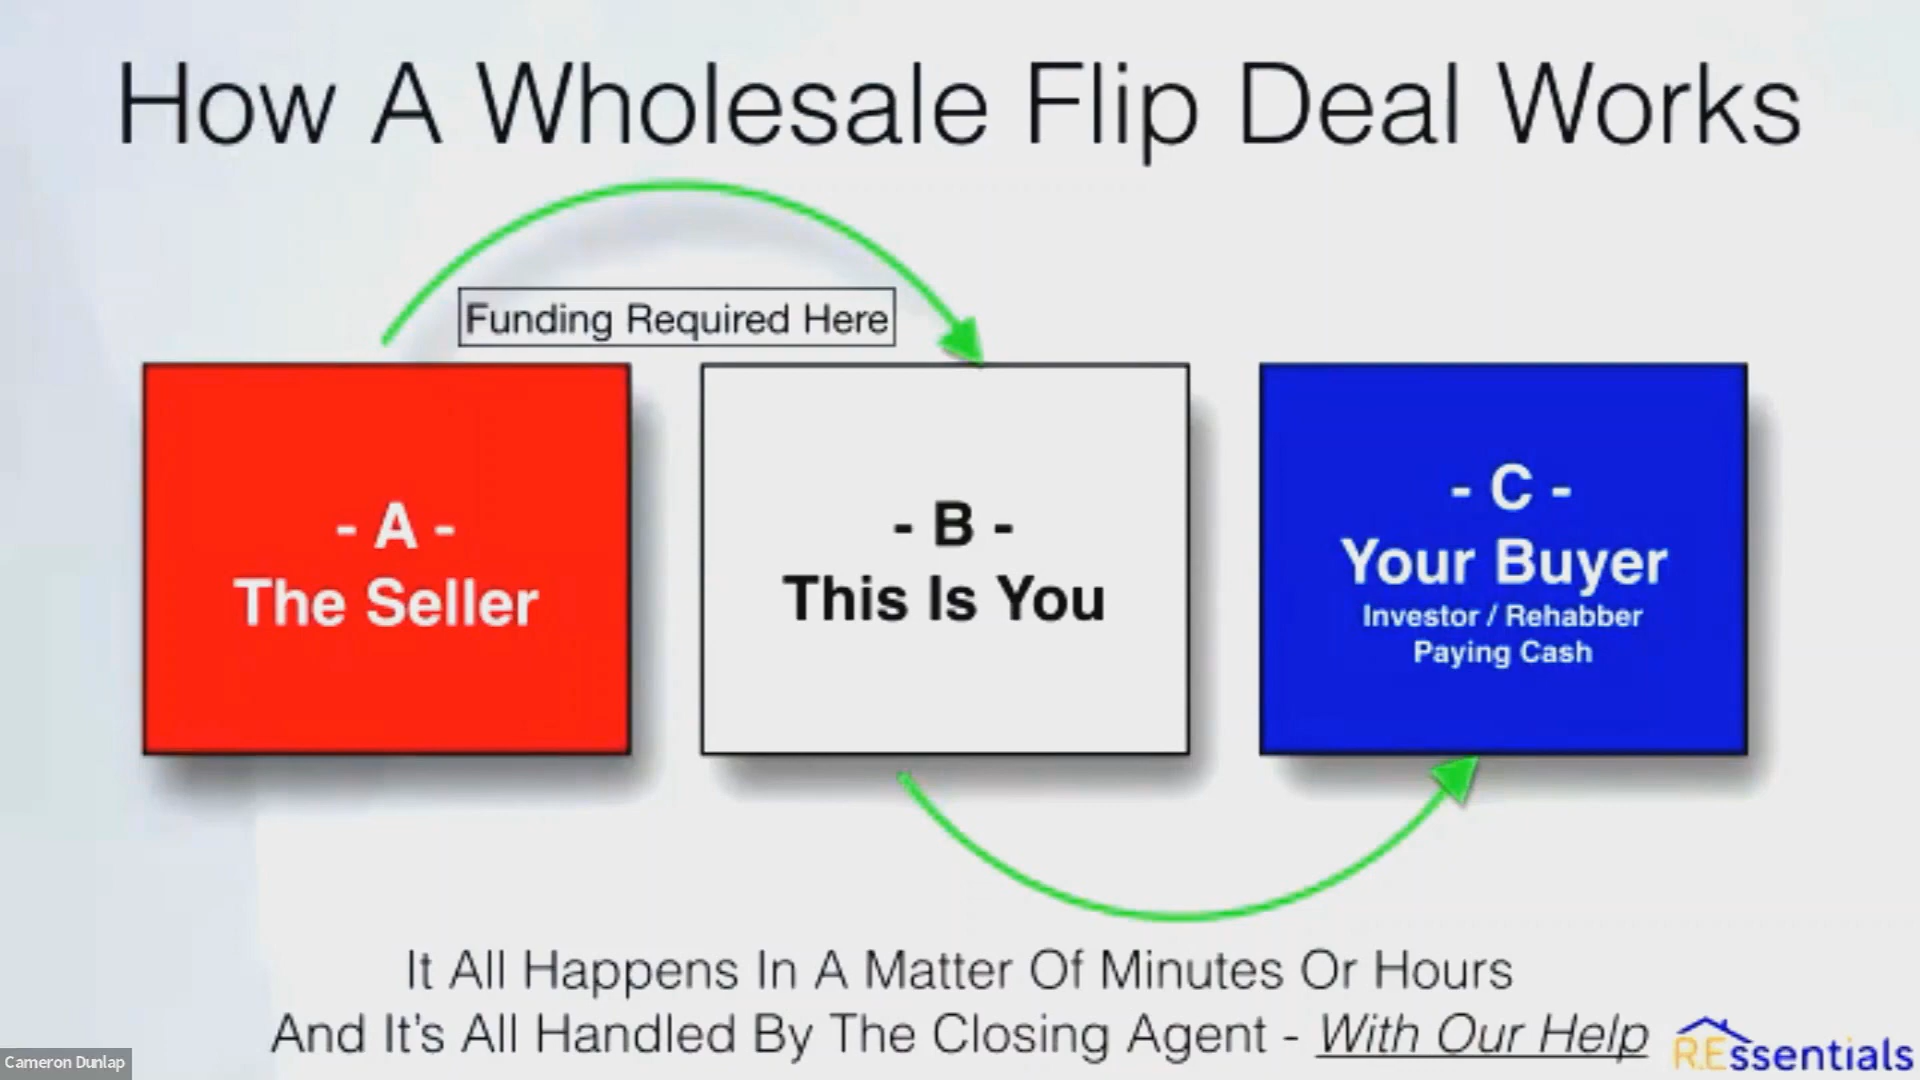 How A Wholesale Flip Deal Works
Funding Required Here
- A -
The Seller
- B -
This Is You
- C -
Your Buyer
Investor / Rehabber
Paying Cash
It All Happens In A Matter Of Minutes Or Hours
And It's All Handled By The Closing Agent - With Our Help
REssentials
Cameron Dunlap